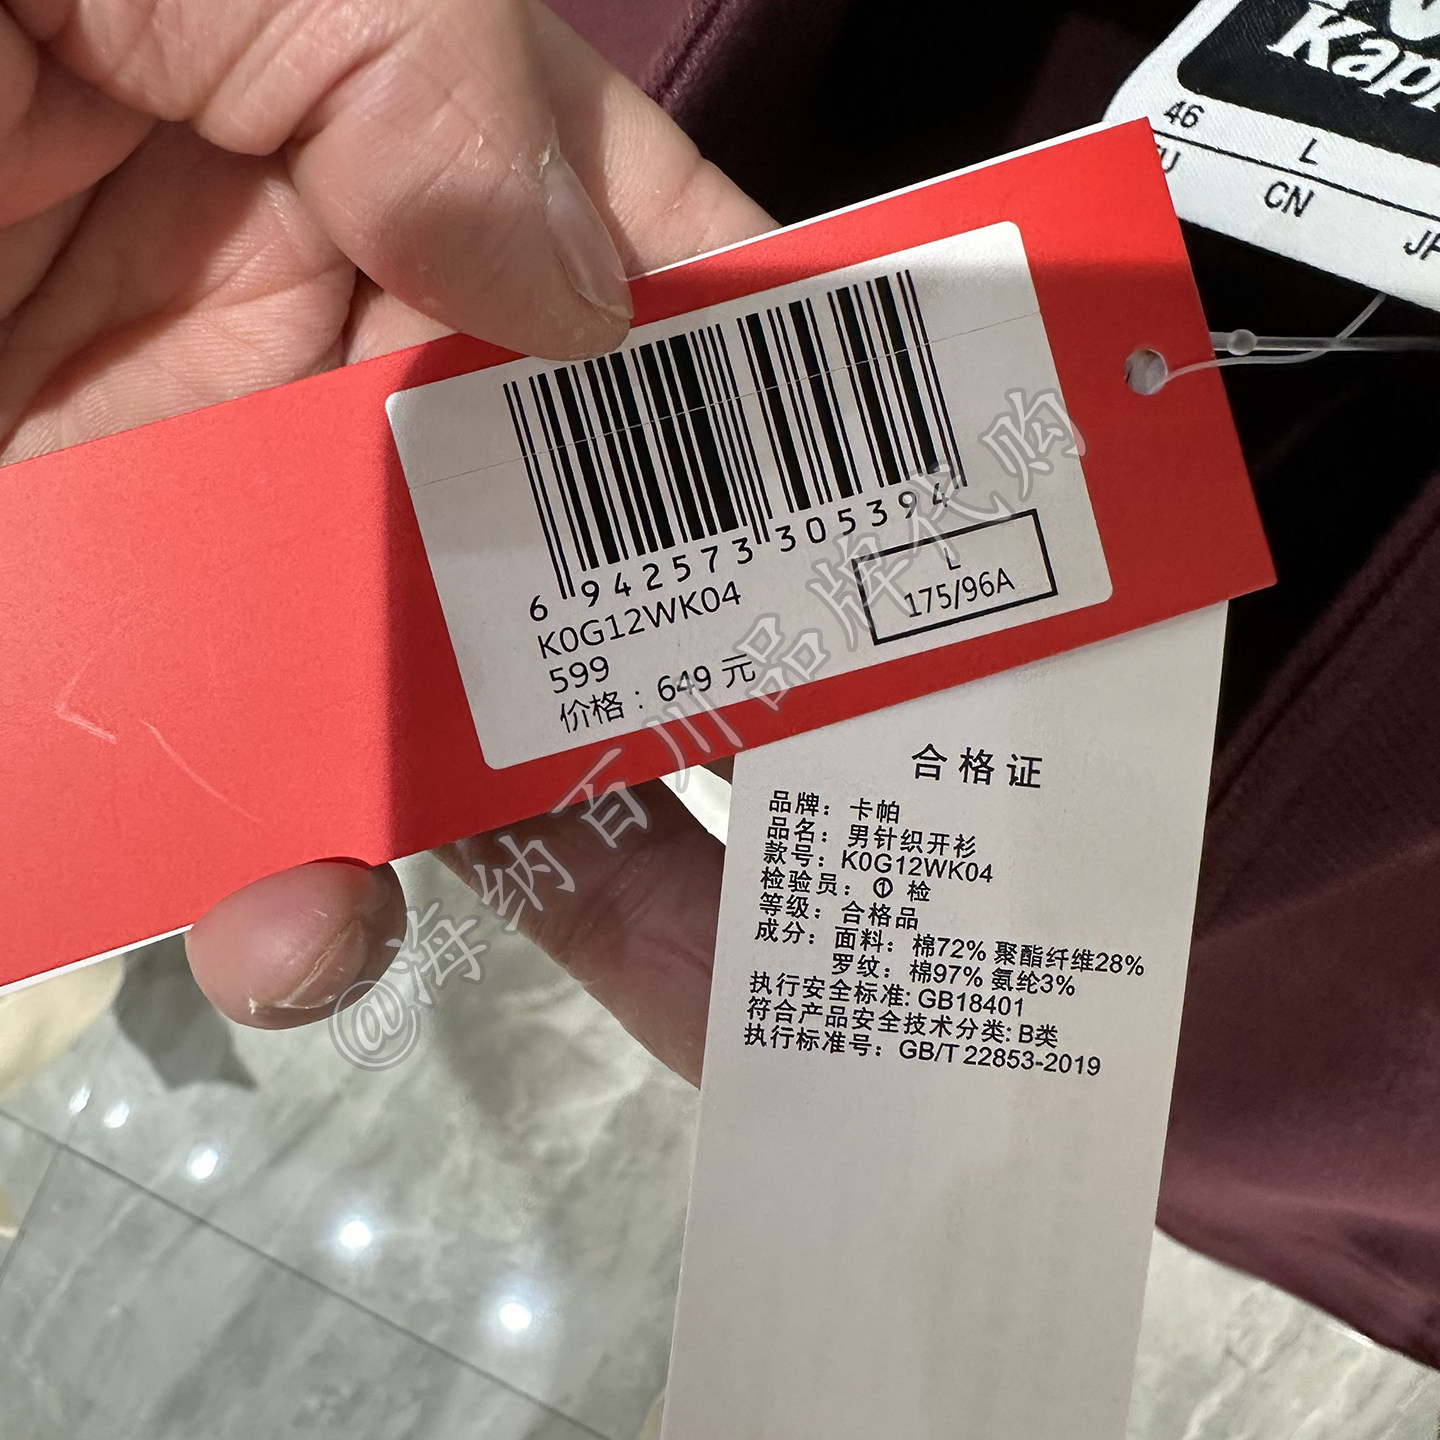 46
L
CN
6 942573 305394
K0G12WK04
599
价格：649 元
L
175/96A
合格证
品牌：卡帕
品名：男针织开衫
款号：K0G12WK04
检验员：① 检
等级：合格品
成分：面料：棉72% 聚酯纤维28%
罗纹：棉97% 氨纶3%
执行安全标准: GB18401
符合产品安全技术分类: B类
执行标准号：GB/T 22853-2019
@海纳百川品牌代购